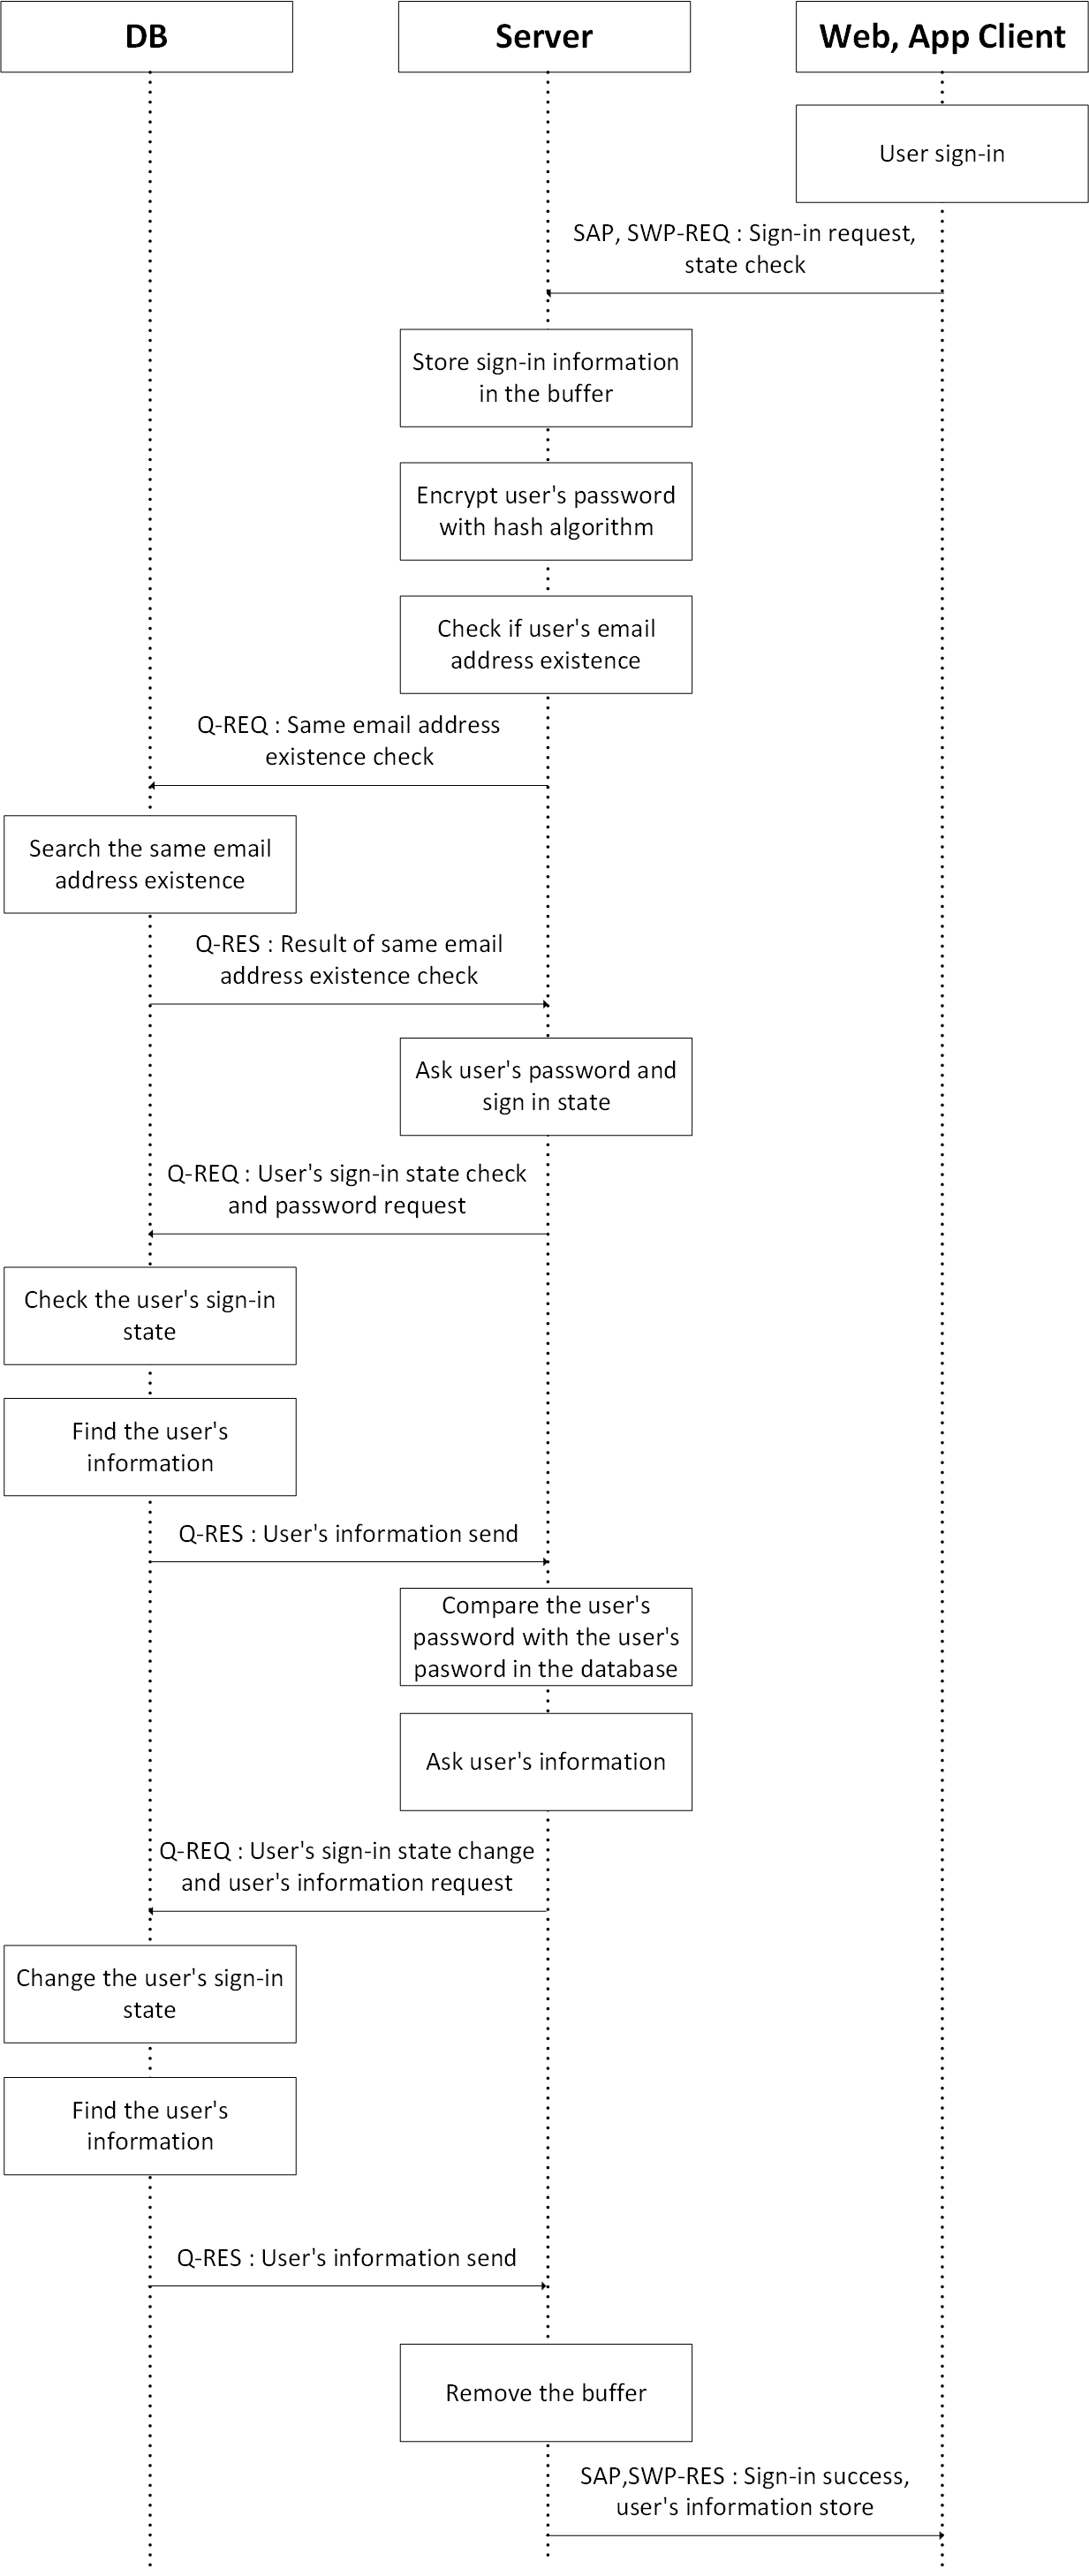 DB
Server
Web, App Client
User sign-in
SAP, SWP-REQ : Sign-in request,
state check
Store sign-in information
in the buffer
Encrypt user's password
with hash algorithm
Check if user's email
address existence
Q-REQ : Same email address
existence check
Search the same email
address existence
Q-RES : Result of same email
address existence check
Ask user's password and
sign in state
Q-REQ : User's sign-in state check
and password request
Check the user's sign-in
state
Find the user's
information
Q-RES : User's information send
Compare the user's
password with the user's
pasword in the database
Ask user's information
Q-REQ : User's sign-in state change
and user's information request
Change the user's sign-in
state
Find the user's
information
Q-RES : User's information send
Remove the buffer
SAP,SWP-RES : Sign-in success,
user's information store